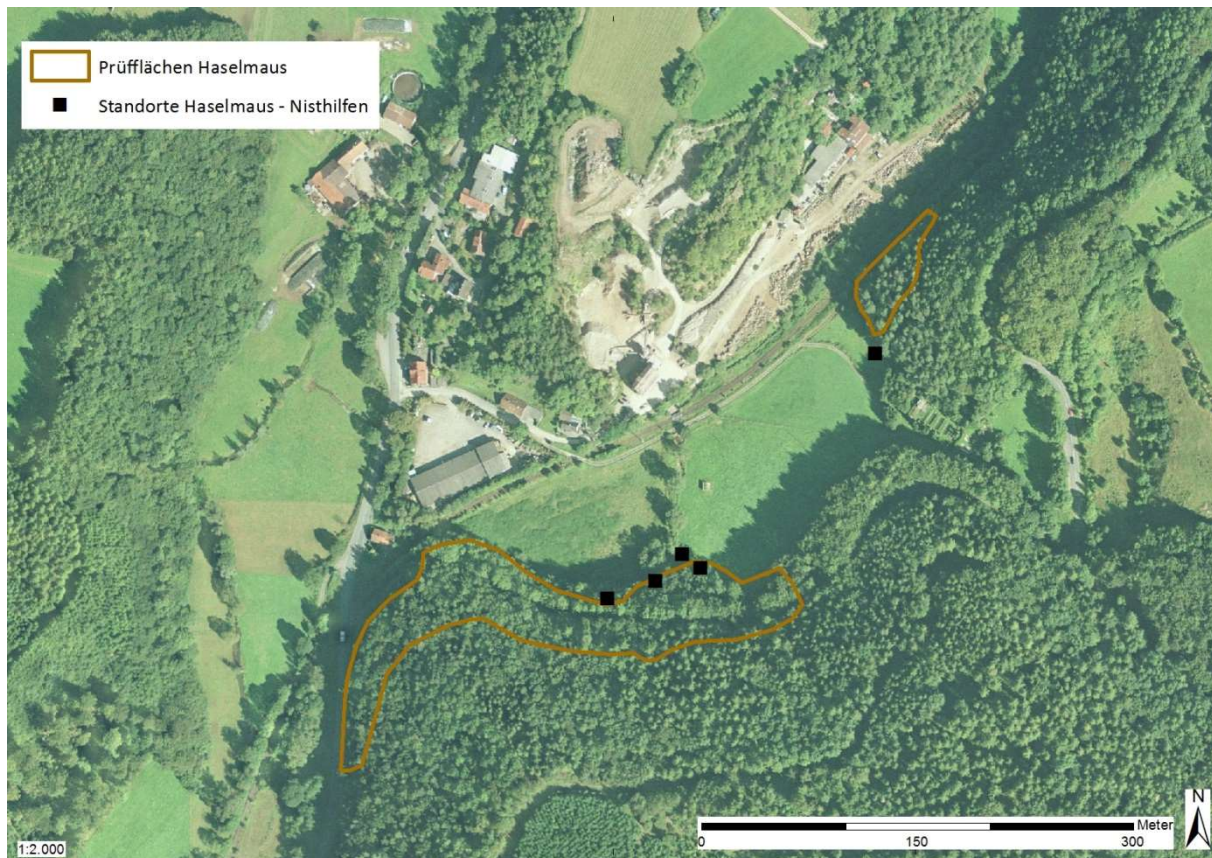 Prüfflächen Haselmaus
Standorte Haselmaus - Nisthilfen
N
Meter
0 150 300
1:2.000